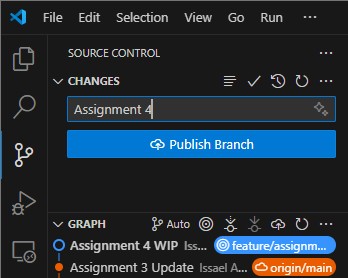 File Edit Selection View Go Run ···
SOURCE CONTROL ···
CHANGES
Assignment 4
Publish Branch
GRAPH Auto ···
Assignment 4 WIP Iss... feature/assignm...
Assignment 3 Update Issael A... origin/main